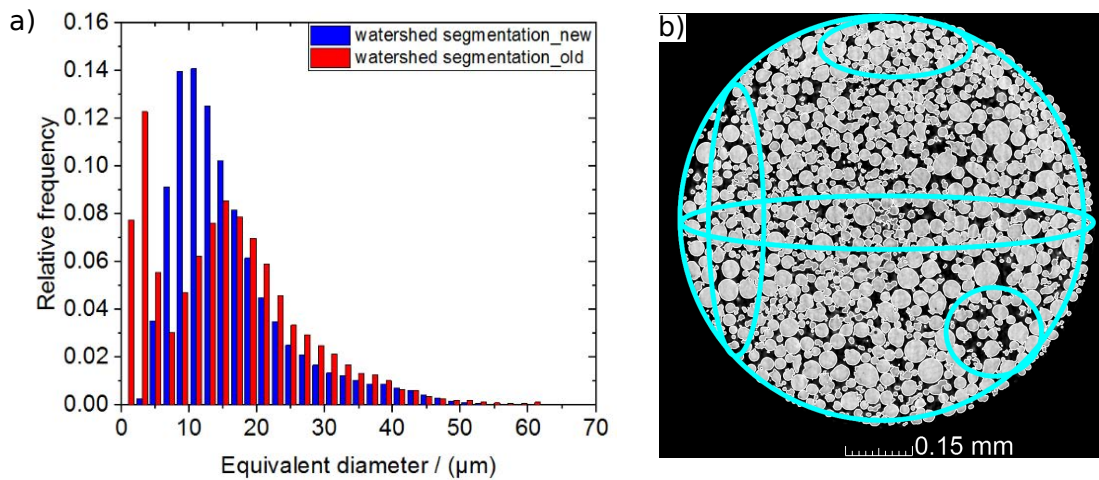 a)
0.16
0.14
0.12
0.10
0.08
0.06
0.04
0.02
0.00
Relative frequency
watershed segmentation_new
watershed segmentation_old
0 10 20 30 40 50 60 70
Equivalent diameter / (µm)
b)
0.15 mm